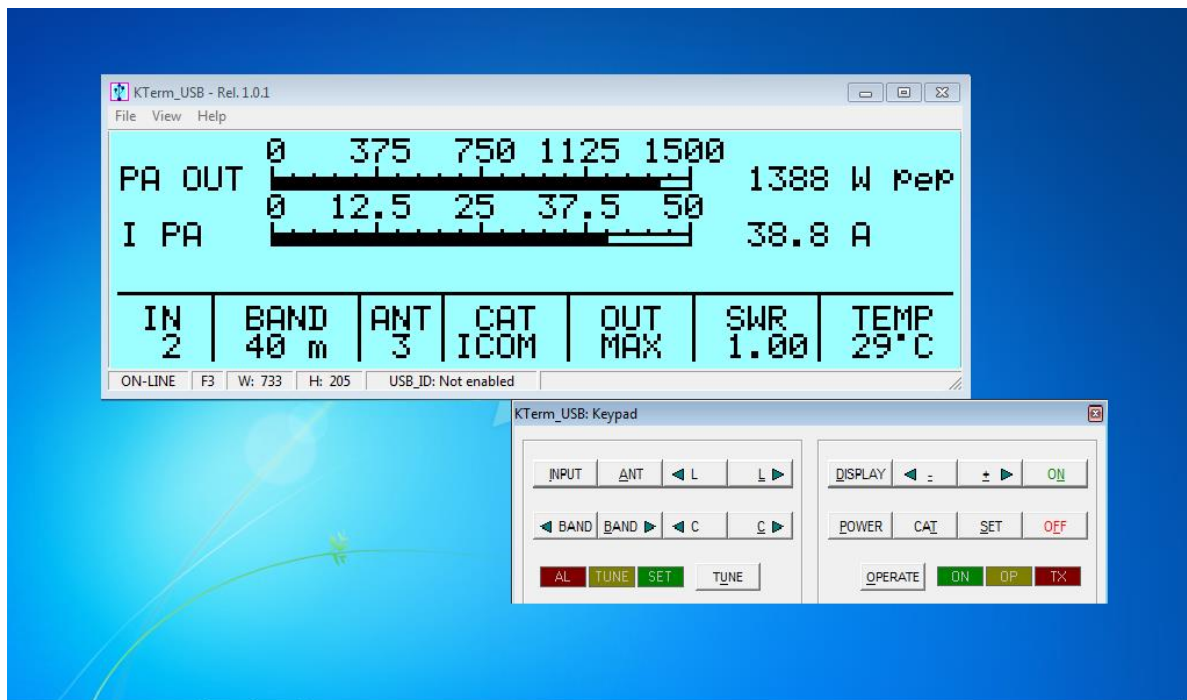 KTerm_USB - Rel. 1.0.1
File View Help
0 375 750 1125 1500
PA OUT 1388 W pep
0 12.5 25 37.5 50
I PA 38.8 A
IN BAND ANT CAT OUT SWR TEMP
2 40 m 3 ICOM MAX 1.00 29°C
ON-LINE F3 W: 733 H: 205 USB_ID: Not enabled
KTerm_USB: Keypad
INPUT ANT L L DISPLAY - + ON
BAND BAND C C POWER CAT SET OFF
AL TUNE SET TUNE OPERATE ON OP TX